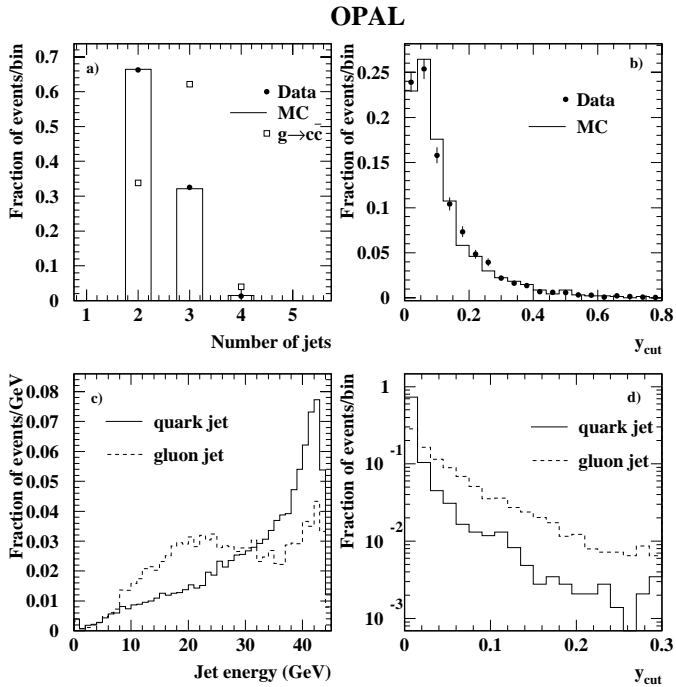 OPAL
Fraction of events/bin
0.7
0.6
0.5
0.4
0.3
0.2
0.1
0
a)
Data
MC
g→cc̄
1 2 3 4 5
Number of jets
Fraction of events/bin
0.25
0.2
0.15
0.1
0.05
0
b)
Data
MC
0 0.2 0.4 0.6 0.8
y_cut
Fraction of events/GeV
0.08
0.07
0.06
0.05
0.04
0.03
0.02
0.01
0
c)
quark jet
gluon jet
0 10 20 30 40
Jet energy (GeV)
Fraction of events/bin
1
10⁻¹
10⁻²
10⁻³
d)
quark jet
gluon jet
0 0.1 0.2 0.3
y_cut